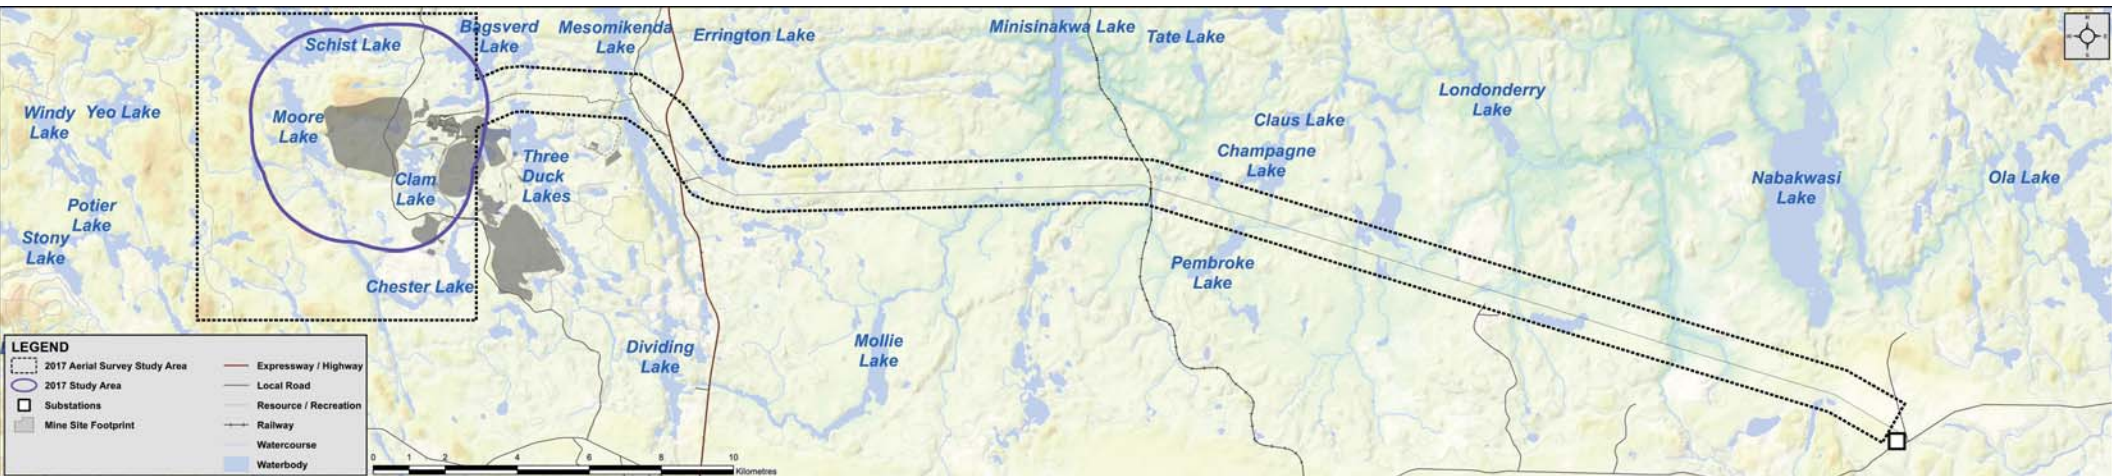 Schist Lake
Bagsverd
Lake
Mesomikenda
Lake
Errington Lake
Minisinakwa Lake
Tate Lake
Windy
Lake
Yeo Lake
Moore
Lake
Londonderry
Lake
Claus Lake
Champagne
Lake
Three
Duck
Lakes
Clam
Lake
Nabakwasi
Lake
Ola Lake
Potier
Lake
Stony
Lake
Chester Lake
Pembroke
Lake
Dividing
Lake
Mollie
Lake
LEGEND
2017 Aerial Survey Study Area
2017 Study Area
Substations
Mine Site Footprint
Expressway / Highway
Local Road
Resource / Recreation
Railway
Watercourse
Waterbody
0 1 2 4 6 8 10
Kilometres